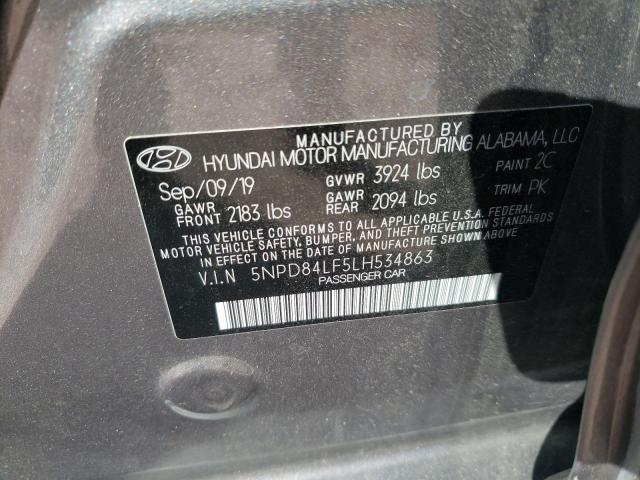 MANUFACTURED BY
HYUNDAI MOTOR MANUFACTURING ALABAMA, LLC
Sep/09/19 GVWR 3924 lbs PAINT 2C
GAWR FRONT 2183 lbs GAWR REAR 2094 lbs TRIM PK
THIS VEHICLE CONFORMS TO ALL APPLICABLE U.S.A. FEDERAL
MOTOR VEHICLE SAFETY, BUMPER, AND THEFT PREVENTION STANDARDS
IN EFFECT ON THE DATE OF MANUFACTURE SHOWN ABOVE.
V.I.N 5NPD84LF5LH534863
PASSENGER CAR